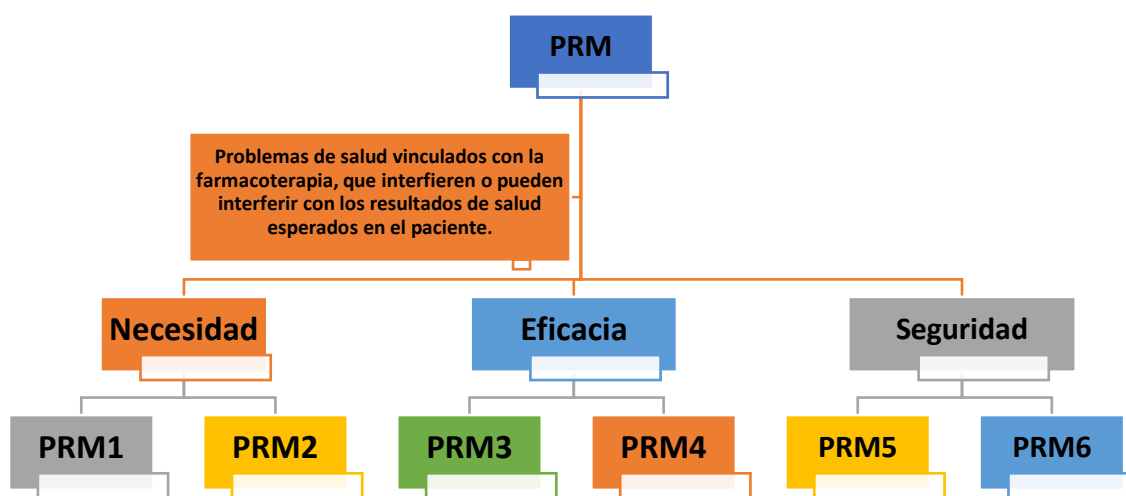 PRM
Problemas de salud vinculados con la
farmacoterapia, que interfieren o pueden
interferir con los resultados de salud
esperados en el paciente.
Necesidad
Eficacia
Seguridad
PRM1
PRM2
PRM3
PRM4
PRM5
PRM6